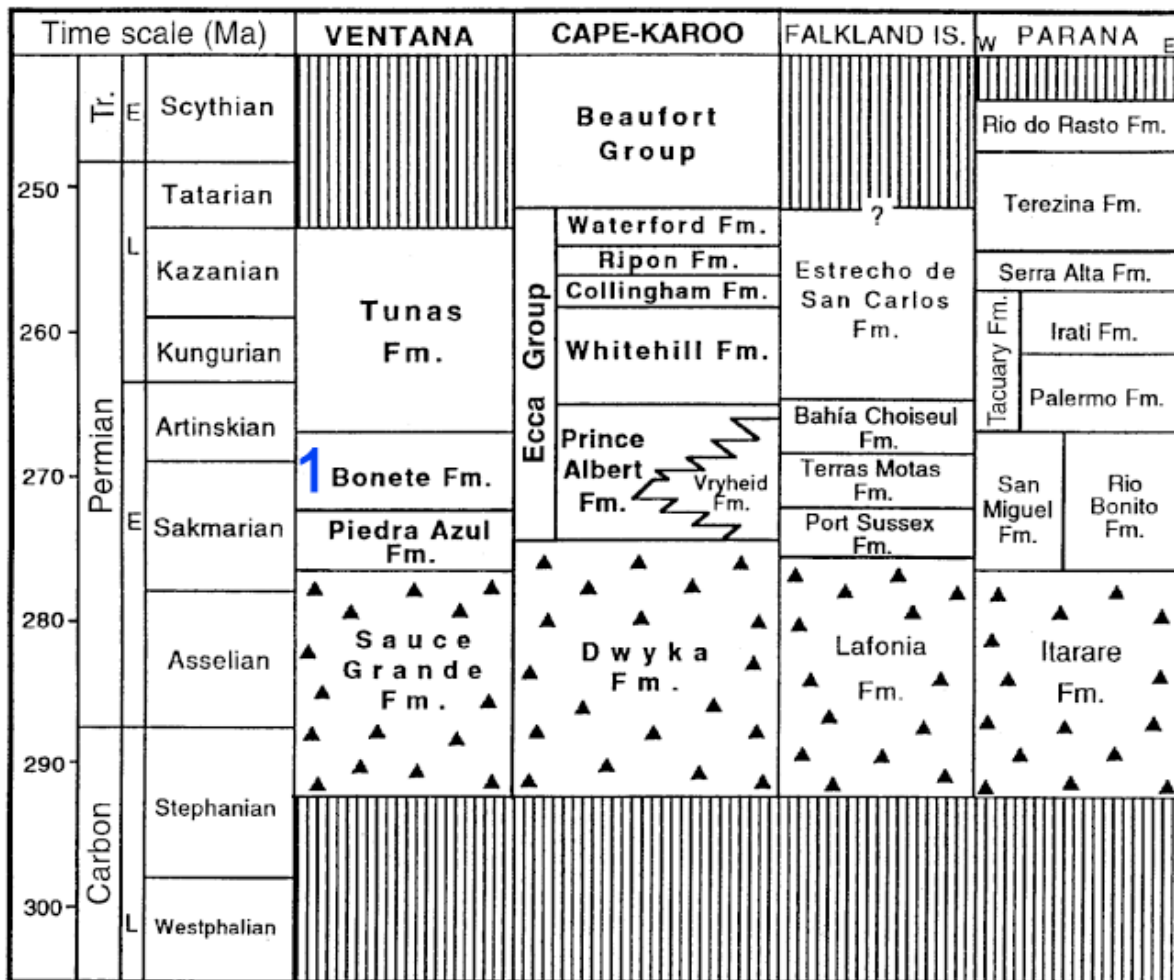 Time scale (Ma)
VENTANA
CAPE-KAROO
FALKLAND IS.
W PARANA E
Tr.
E
Scythian
Beaufort
Group
Rio do Rasto Fm.
250
Permian
L
Tatarian
Waterford Fm.
?
Terezina Fm.
Kazanian
Tunas
Fm.
Ecca Group
Ripon Fm.
Collingham Fm.
Estrecho de
San Carlos
Fm.
Serra Alta Fm.
260
Kungurian
Whitehill Fm.
Tacuary Fm.
Irati Fm.
Palermo Fm.
E
Artinskian
Prince
Albert
Fm.
Vryheid
Fm.
Bahía Choiseul
Fm.
270
1
Bonete Fm.
Terras Motas
Fm.
San
Miguel
Fm.
Rio
Bonito
Fm.
Sakmarian
Piedra Azul
Fm.
Port Sussex
Fm.
280
Asselian
Sauce
Grande
Fm.
Dwyka
Fm.
Lafonia
Fm.
Itarare
Fm.
290
Carbon
L
Stephanian
300
Westphalian